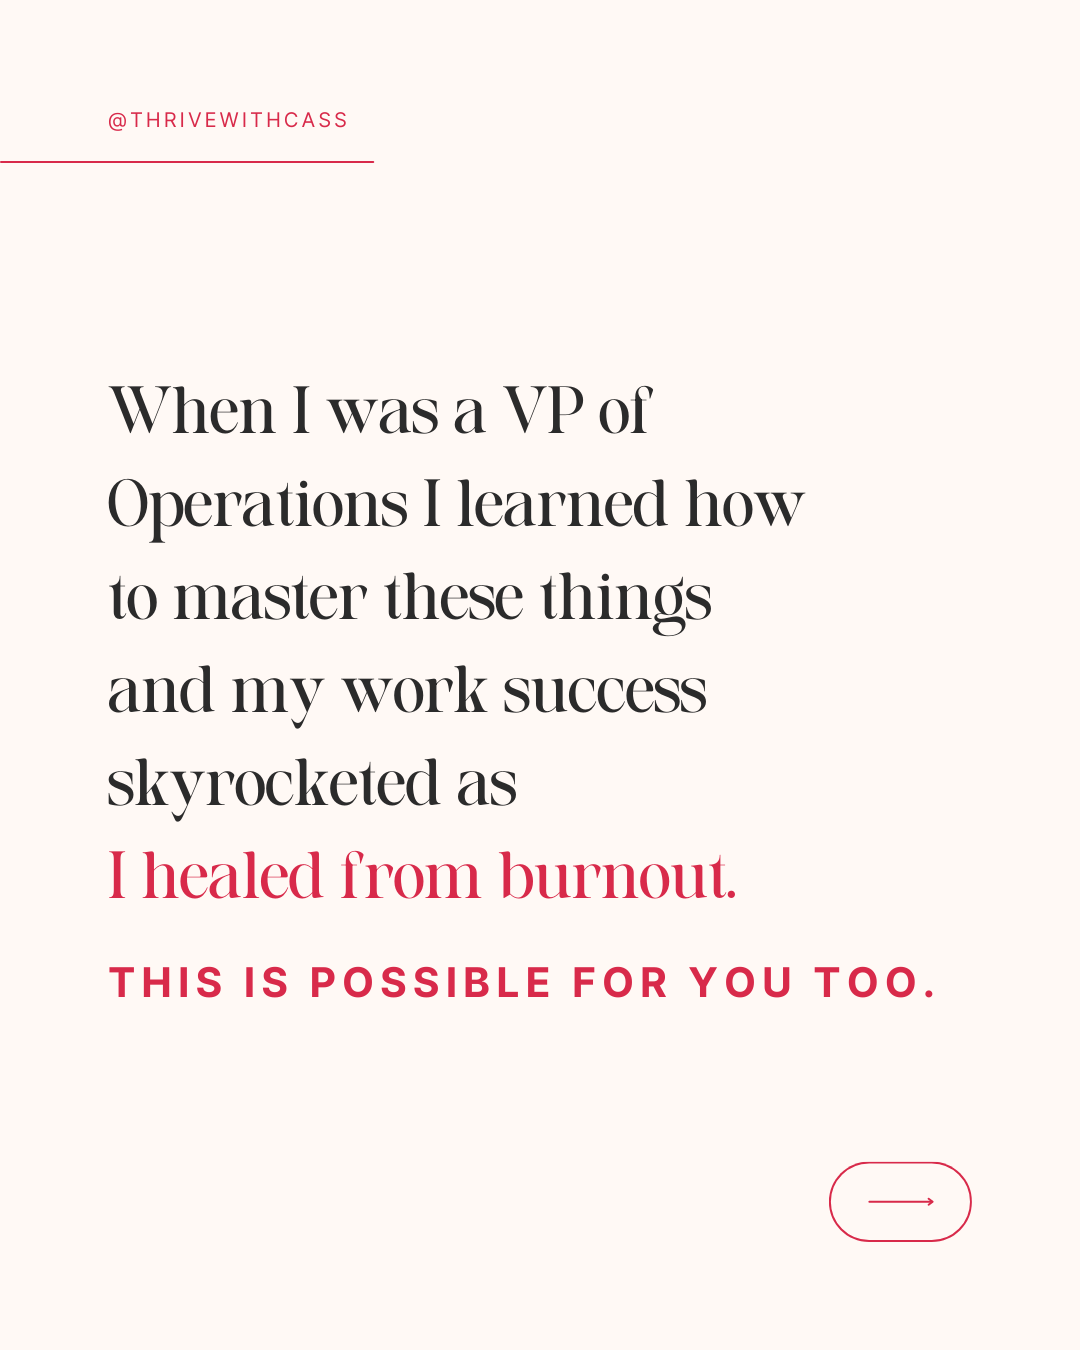 @THRIVEWITHCASS
When I was a VP of
Operations I learned how
to master these things
and my work success
skyrocketed as
I healed from burnout.
THIS IS POSSIBLE FOR YOU TOO.